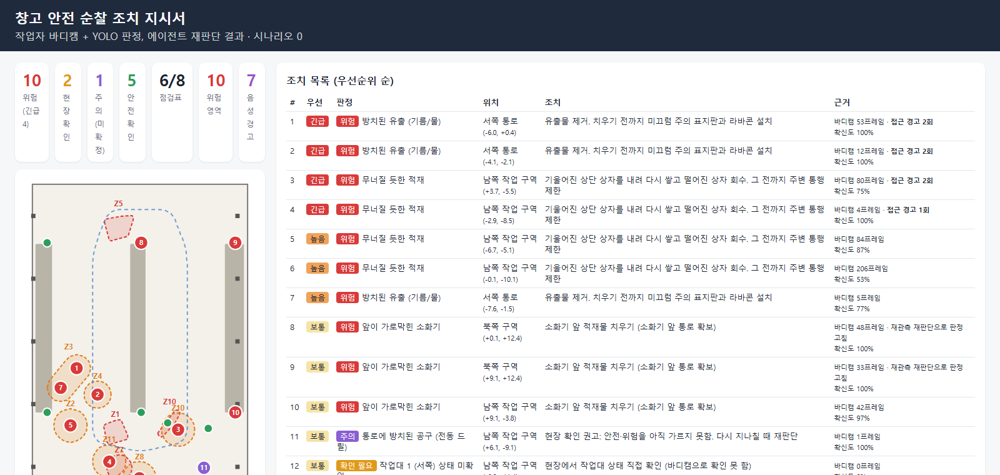 창고 안전 순찰 조치 지시서
작업자 바디캠 + YOLO 판정, 에이전트 재판단 결과 · 시나리오 0
10
위험
(긴급
4)
2
현
장
확
인
1
주
의
(미
확
정)
5
안
전
확
인
6/8
점검표
10
위험
영역
7
음
성
경
고
Z5
8
9
Z3
1
7
Z4
2
Z2
5
Z1
Z10
Z10
3
10
Z11
Z7
4
Z8
11
조치 목록 (우선순위 순)
# 우선 판정 위치 조치 근거
1 긴급 위험 방치된 유출 (기름/물) 서쪽 통로 유출물 제거. 치우기 전까지 미끄럼 주의 표지판과 라바콘 설치 바디캠 53프레임 · 접근 경고 2회
(-6.0, +0.4) 확신도 100%
2 긴급 위험 방치된 유출 (기름/물) 서쪽 통로 유출물 제거. 치우기 전까지 미끄럼 주의 표지판과 라바콘 설치 바디캠 12프레임 · 접근 경고 2회
(-4.1, -2.1) 확신도 100%
3 긴급 위험 무너질 듯한 적재 남쪽 작업 구역 기울어진 상단 상자를 내려 다시 쌓고 떨어진 상자 회수. 그 전까지 주변 통행 바디캠 80프레임 · 접근 경고 2회
(+3.7, -5.5) 제한 확신도 75%
4 긴급 위험 무너질 듯한 적재 남쪽 작업 구역 기울어진 상단 상자를 내려 다시 쌓고 떨어진 상자 회수. 그 전까지 주변 통행 바디캠 4프레임 · 접근 경고 1회
(-2.9, -8.5) 제한 확신도 100%
5 높음 위험 무너질 듯한 적재 남쪽 작업 구역 기울어진 상단 상자를 내려 다시 쌓고 떨어진 상자 회수. 그 전까지 주변 통행 바디캠 84프레임
(-6.7, -5.1) 제한 확신도 87%
6 높음 위험 무너질 듯한 적재 남쪽 작업 구역 기울어진 상단 상자를 내려 다시 쌓고 떨어진 상자 회수. 그 전까지 주변 통행 바디캠 206프레임
(-0.1, -10.1) 제한 확신도 53%
7 높음 위험 방치된 유출 (기름/물) 서쪽 통로 유출물 제거. 치우기 전까지 미끄럼 주의 표지판과 라바콘 설치 바디캠 5프레임
(-7.6, -1.5) 확신도 77%
8 보통 위험 앞이 가로막힌 소화기 북쪽 구역 소화기 앞 적재물 치우기 (소화기 앞 통로 확보) 바디캠 48프레임 · 재관측 재판단으로 판정
(+0.1, +12.4) 고침
확신도 100%
9 보통 위험 앞이 가로막힌 소화기 북쪽 구역 소화기 앞 적재물 치우기 (소화기 앞 통로 확보) 바디캠 33프레임 · 재관측 재판단으로 판정
(+9.1, +12.4) 고침
확신도 100%
10 보통 위험 앞이 가로막힌 소화기 남쪽 작업 구역 소화기 앞 적재물 치우기 (소화기 앞 통로 확보) 바디캠 42프레임
(+9.1, -3.8) 확신도 97%
11 보통 주의 통로에 방치된 공구 (전동 드 남쪽 작업 구역 현장 확인 권고: 안전·위험을 아직 가르지 못함. 다시 지나칠 때 재판단 바디캠 1프레임
릴) (+6.1, -9.1) 확신도 100%
12 보통 확인 필요 작업대 1 (서쪽) 상태 미확 남쪽 작업 구역 현장에서 작업대 상태 직접 확인 (바디캠으로 확인 못 함) 바디캠 0프레임